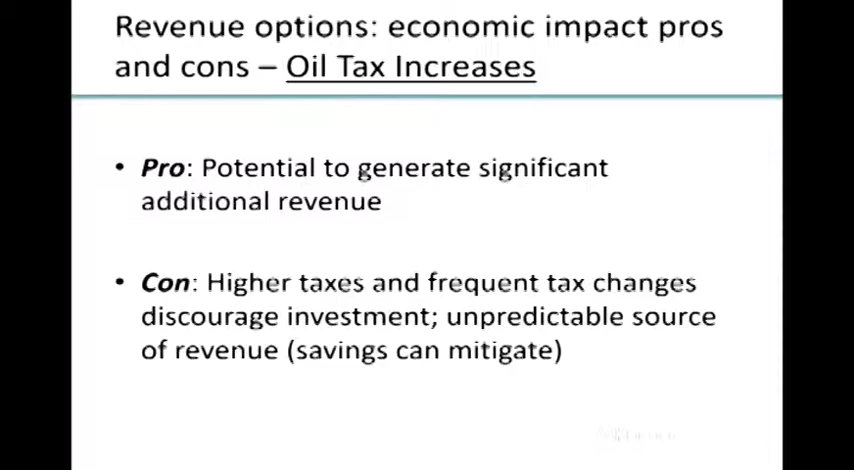 Revenue options: economic impact pros
and cons – Oil Tax Increases
• Pro: Potential to generate significant
additional revenue
• Con: Higher taxes and frequent tax changes
discourage investment; unpredictable source
of revenue (savings can mitigate)